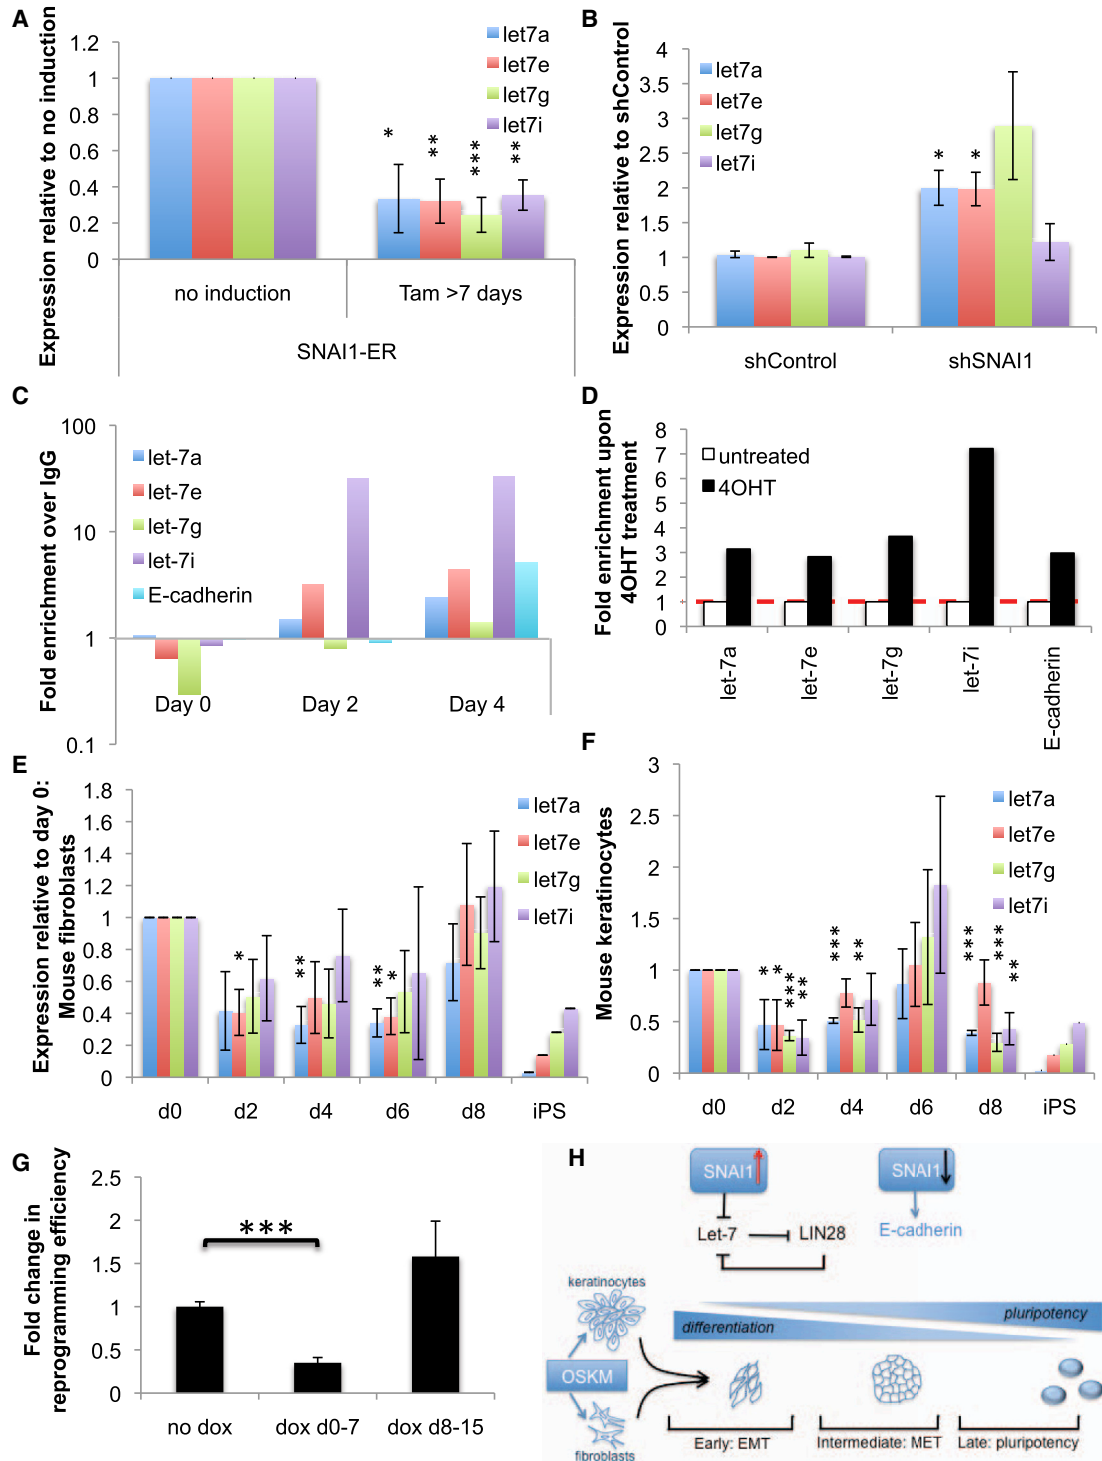 A
Expression relative to no induction
1.2
1
0.8
0.6
0.4
0.2
0
let7a
let7e
let7g
let7i
*
**
***
**
no induction
Tam >7 days
SNAI1-ER
B
Expression relative to shControl
4
3.5
3
2.5
2
1.5
1
0.5
0
let7a
let7e
let7g
let7i
*
*
shControl
shSNAI1
C
Fold enrichment over IgG
100
10
1
0.1
let-7a
let-7e
let-7g
let-7i
E-cadherin
Day 0
Day 2
Day 4
D
Fold enrichment upon
4OHT treatment
8
7
6
5
4
3
2
1
0
untreated
4OHT
let-7a
let-7e
let-7g
let-7i
E-cadherin
E
Expression relative to day 0:
Mouse fibroblasts
1.8
1.6
1.4
1.2
1
0.8
0.6
0.4
0.2
0
let7a
let7e
let7g
let7i
*
**
**
*
d0
d2
d4
d6
d8
iPS
F
Mouse keratinocytes
3
2.5
2
1.5
1
0.5
0
let7a
let7e
let7g
let7i
*
*
***
**
***
**
***
***
**
d0
d2
d4
d6
d8
iPS
G
Fold change in
reprogramming efficiency
2.5
2
1.5
1
0.5
0
***
no dox
dox d0-7
dox d8-15
H
SNAI1
SNAI1
Let-7
LIN28
E-cadherin
keratinocytes
pluripotency
differentiation
OSKM
fibroblasts
Early: EMT
Intermediate: MET
Late: pluripotency